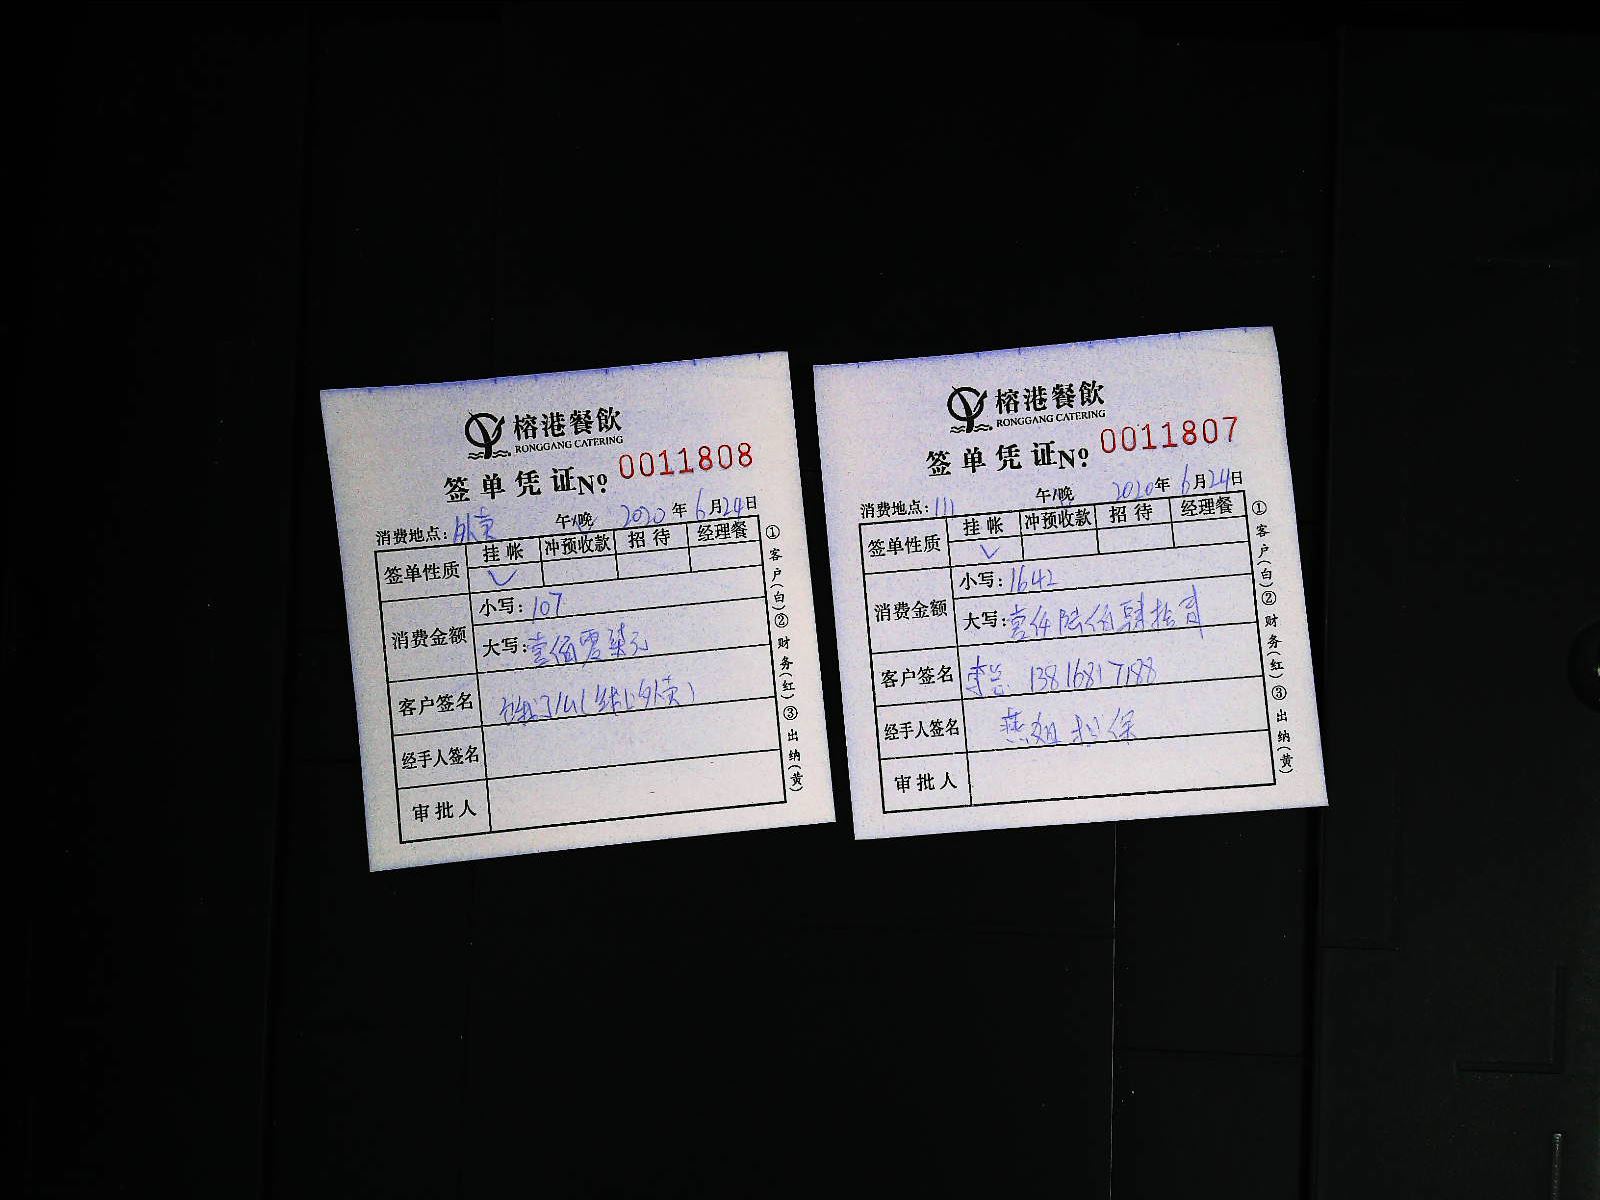 榕港餐飲
RONGGANG CATERING
签单凭证 Nº 0011808
消费地点: 外卖 午/晚 2020年6月24日
签单性质 挂帐 冲预收款 招待 经理餐
✓
消费金额 小写: 107
大写: 壹佰零柒元
客户签名
经手人签名
审批人
①客户(白)②财务(红)③出纳(黄)
榕港餐飲
RONGGANG CATERING
签单凭证 Nº 0011807
消费地点: 111 午/晚 2020年6月24日
签单性质 挂帐 冲预收款 招待 经理餐
✓
消费金额 小写: 1642
大写: 壹仟陆佰肆拾
客户签名 13816817188
经手人签名 燕姐担保
审批人
①客户(白)②财务(红)③出纳(黄)